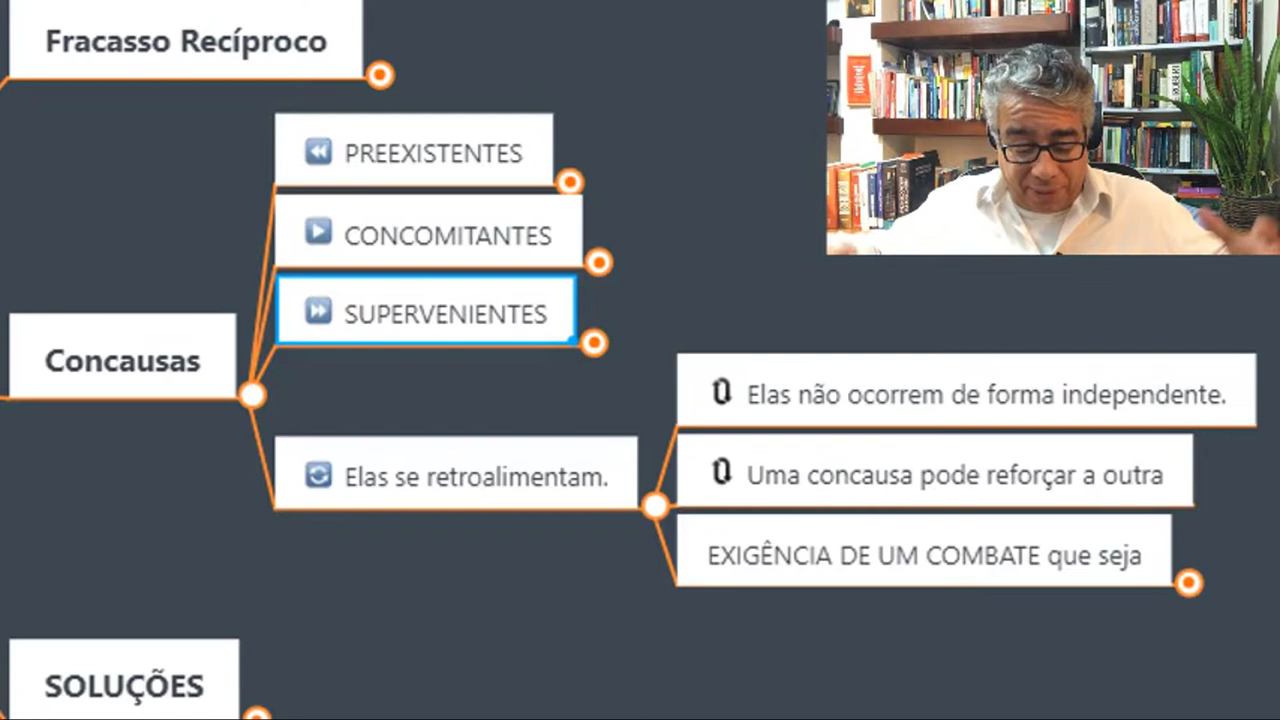 Fracasso Recíproco
PREEXISTENTES
CONCOMITANTES
SUPERVENIENTES
Concausas
Elas não ocorrem de forma independente.
Elas se retroalimentam.
Uma concausa pode reforçar a outra
EXIGÊNCIA DE UM COMBATE que seja
SOLUÇÕES